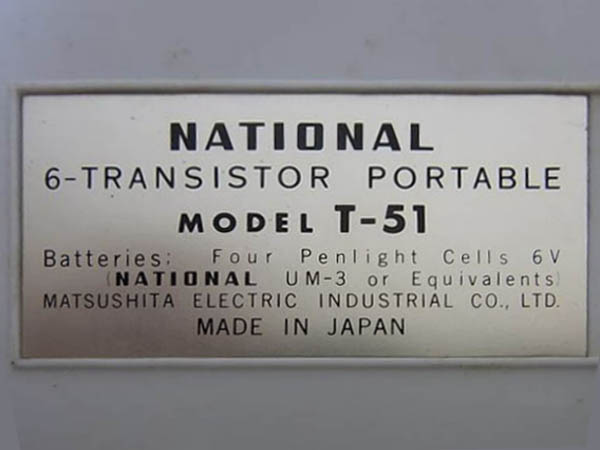 NATIONAL
6-TRANSISTOR PORTABLE
MODEL T-51
Batteries: Four Penlight Cells 6V
(NATIONAL UM-3 or Equivalents)
MATSUSHITA ELECTRIC INDUSTRIAL CO., LTD.
MADE IN JAPAN